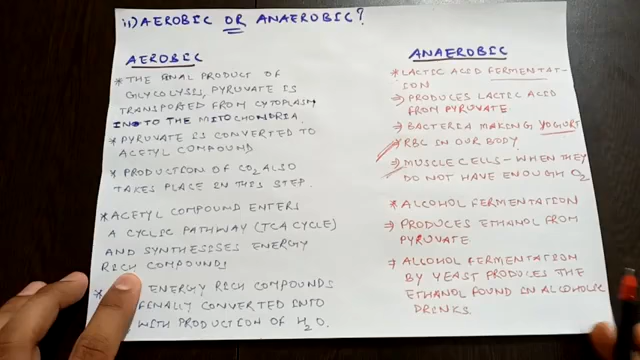 ii) AEROBIC OR ANAEROBIC?
AEROBIC
* THE FINAL PRODUCT OF
GLYCOLYSIS, PYRUVATE IS
TRANSPORTED FROM CYTOPLASM
INTO TO THE MITOCHONDRIA.
* PYRUVATE IS CONVERTED TO
ACETYL COMPOUND
* PRODUCTION OF CO2 ALSO
TAKES PLACE IN THIS STEP.
* ACETYL COMPOUND ENTERS
A CYCLIC PATHWAY (TCA CYCLE)
AND SYNTHESISES ENERGY
RICH COMPOUNDS
* ENERGY RICH COMPOUNDS
FINALLY CONVERTED INTO
WITH PRODUCTION OF H2O.
ANAEROBIC
* LACTIC ACID FERMENTAT-
ION
⇒ PRODUCES LACTIC ACID
FROM PYRUVATE
⇒ BACTERIA MAKING YOGURT
⇒ RBC IN OUR BODY
⇒ MUSCLE CELLS - WHEN THEY
DO NOT HAVE ENOUGH O2
* ALCOHOL FERMENTATION
⇒ PRODUCES ETHANOL FROM
PYRUVATE
⇒ ALCOHOL FERMENTATION
BY YEAST PRODUCES THE
ETHANOL FOUND IN ALCOHOLIC
DRINKS.